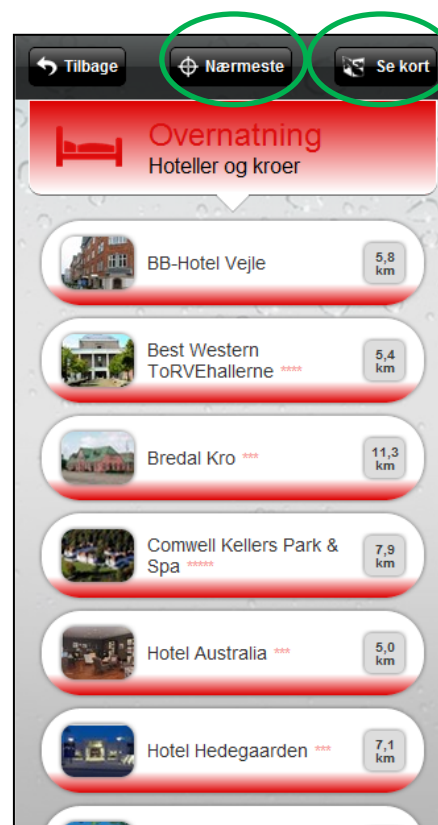 Tilbage
Nærmeste
Se kort
Overnatning
Hoteller og kroer
BB-Hotel Vejle
5,8
km
Best Western
ToRVEhallerne ****
5,4
km
Bredal Kro ***
11,3
km
Comwell Kellers Park &
Spa *****
7,9
km
Hotel Australia ***
5,0
km
Hotel Hedegaarden ***
7,1
km